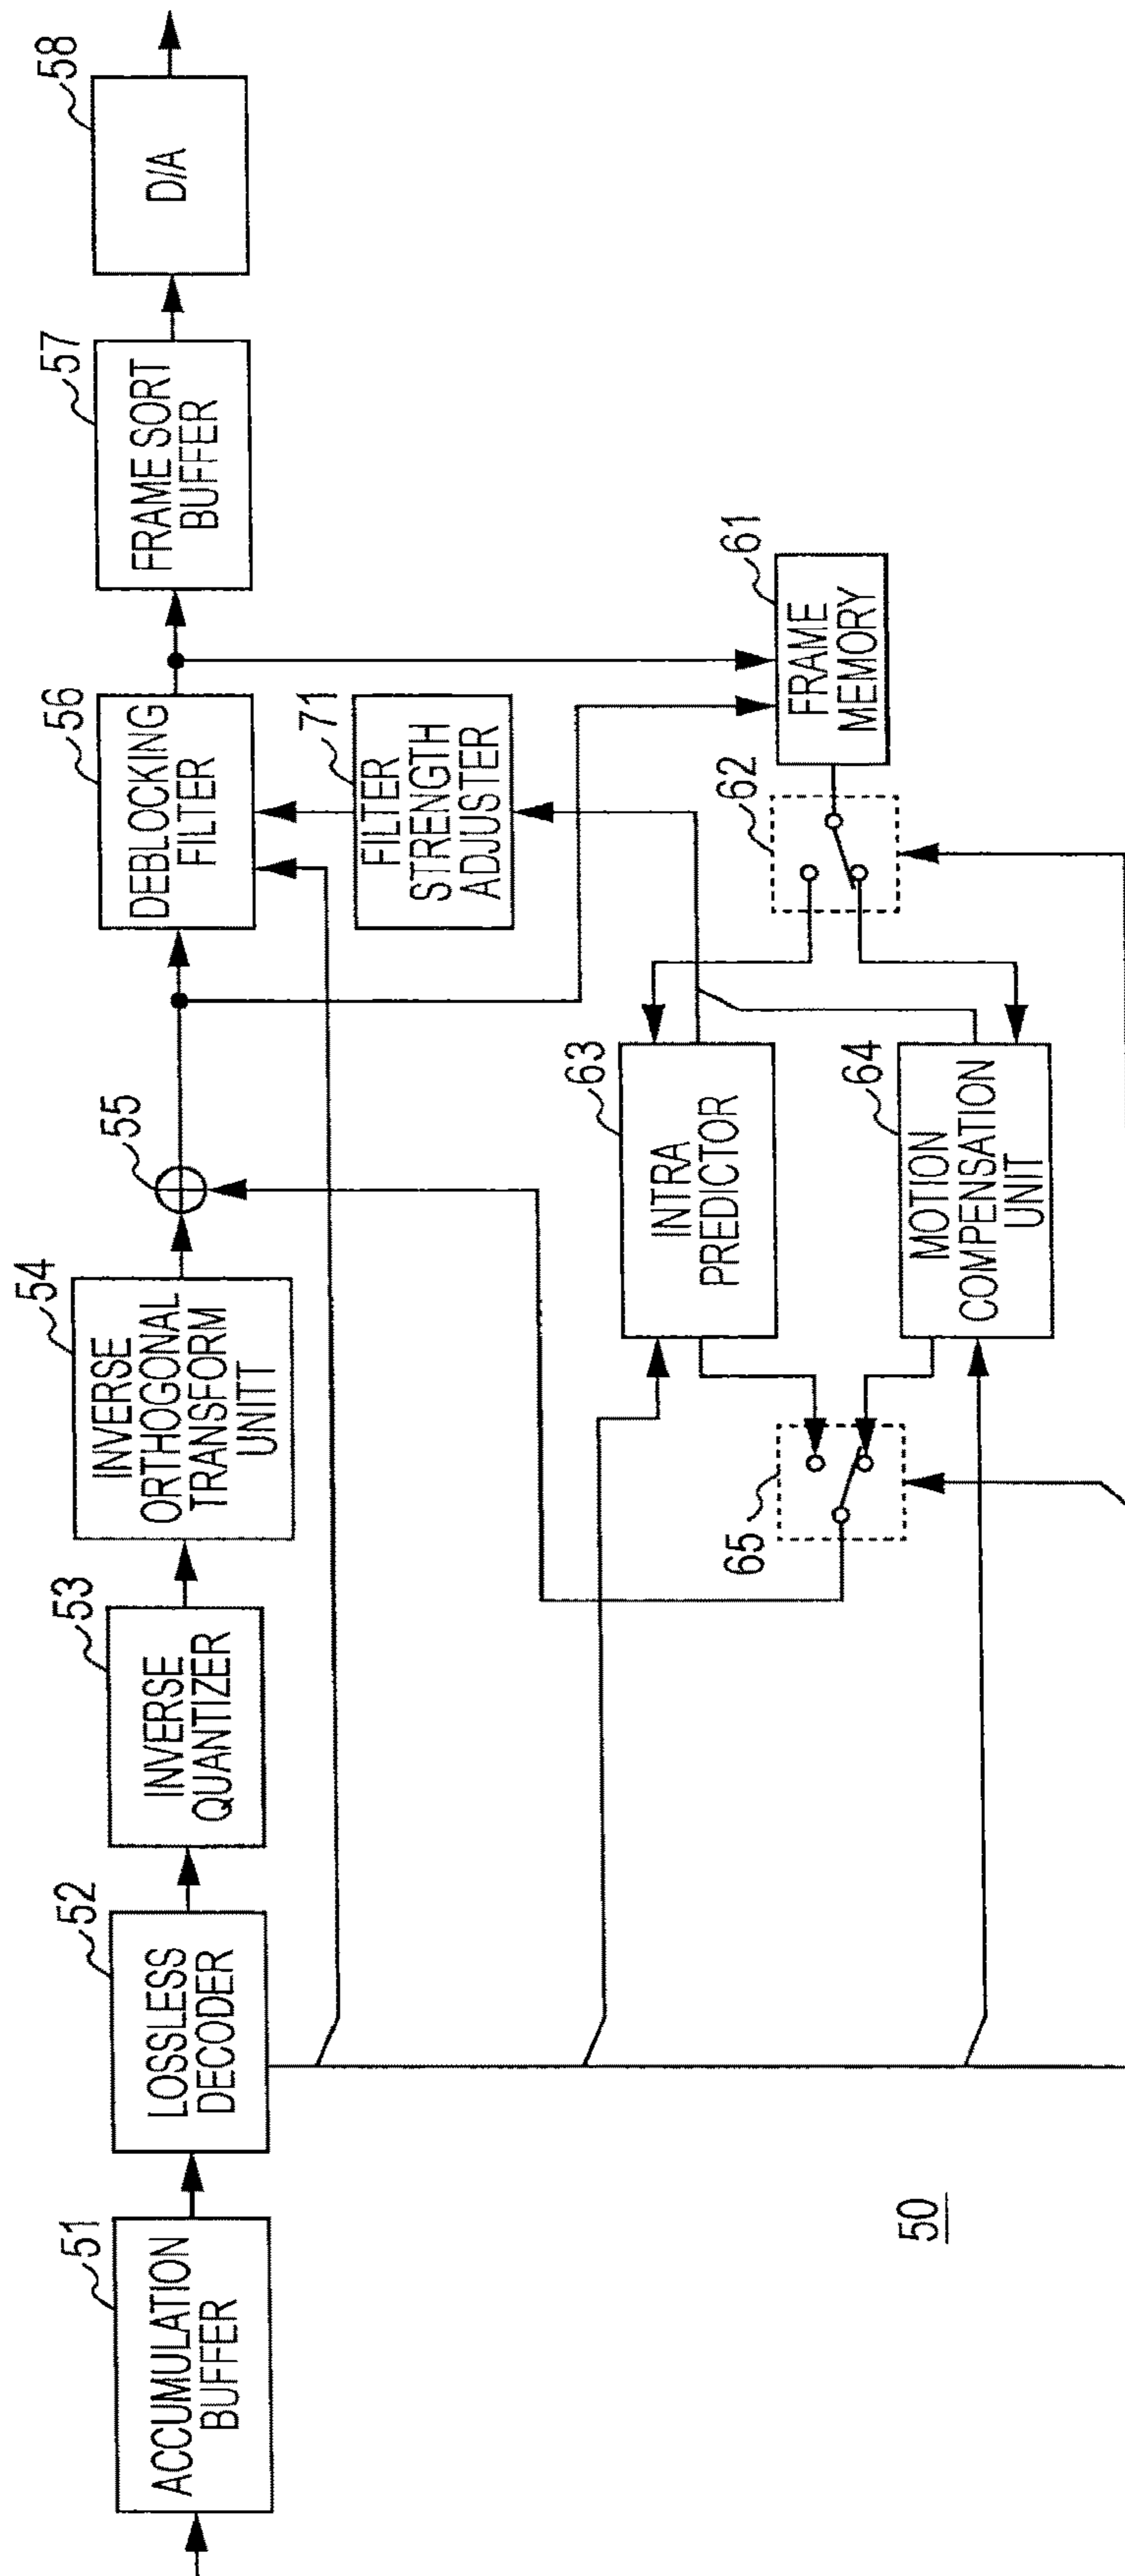 51
ACCUMULATION
BUFFER
52
LOSSLESS
DECODER
53
INVERSE
QUANTIZER
54
INVERSE
ORTHOGONAL
TRANSFORM
UNITT
55
56
DEBLOCKING
FILTER
57
FRAME SORT
BUFFER
58
D/A
71
FILTER
STRENGTH
ADJUSTER
61
FRAME
MEMORY
62
63
INTRA
PREDICTOR
64
MOTION
COMPENSATION
UNIT
65
50